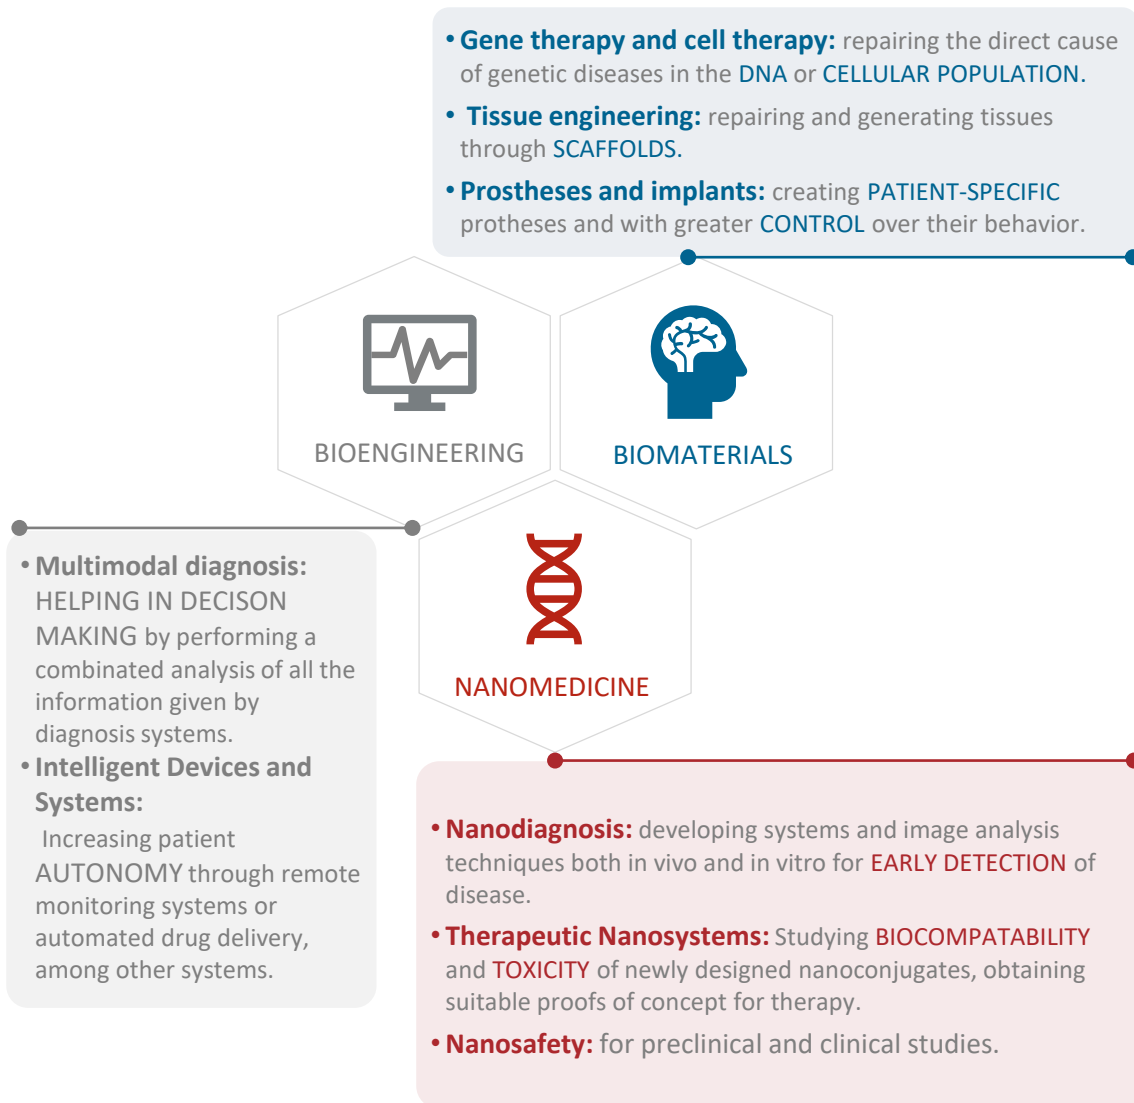 • Gene therapy and cell therapy: repairing the direct cause
of genetic diseases in the DNA or CELLULAR POPULATION.
• Tissue engineering: repairing and generating tissues
through SCAFFOLDS.
• Prostheses and implants: creating PATIENT-SPECIFIC
protheses and with greater CONTROL over their behavior.
BIOENGINEERING
BIOMATERIALS
NANOMEDICINE
• Multimodal diagnosis:
HELPING IN DECISON
MAKING by performing a
combinated analysis of all the
information given by
diagnosis systems.
• Intelligent Devices and
Systems:
Increasing patient
AUTONOMY through remote
monitoring systems or
automated drug delivery,
among other systems.
• Nanodiagnosis: developing systems and image analysis
techniques both in vivo and in vitro for EARLY DETECTION of
disease.
• Therapeutic Nanosystems: Studying BIOCOMPATABILITY
and TOXICITY of newly designed nanoconjugates, obtaining
suitable proofs of concept for therapy.
• Nanosafety: for preclinical and clinical studies.